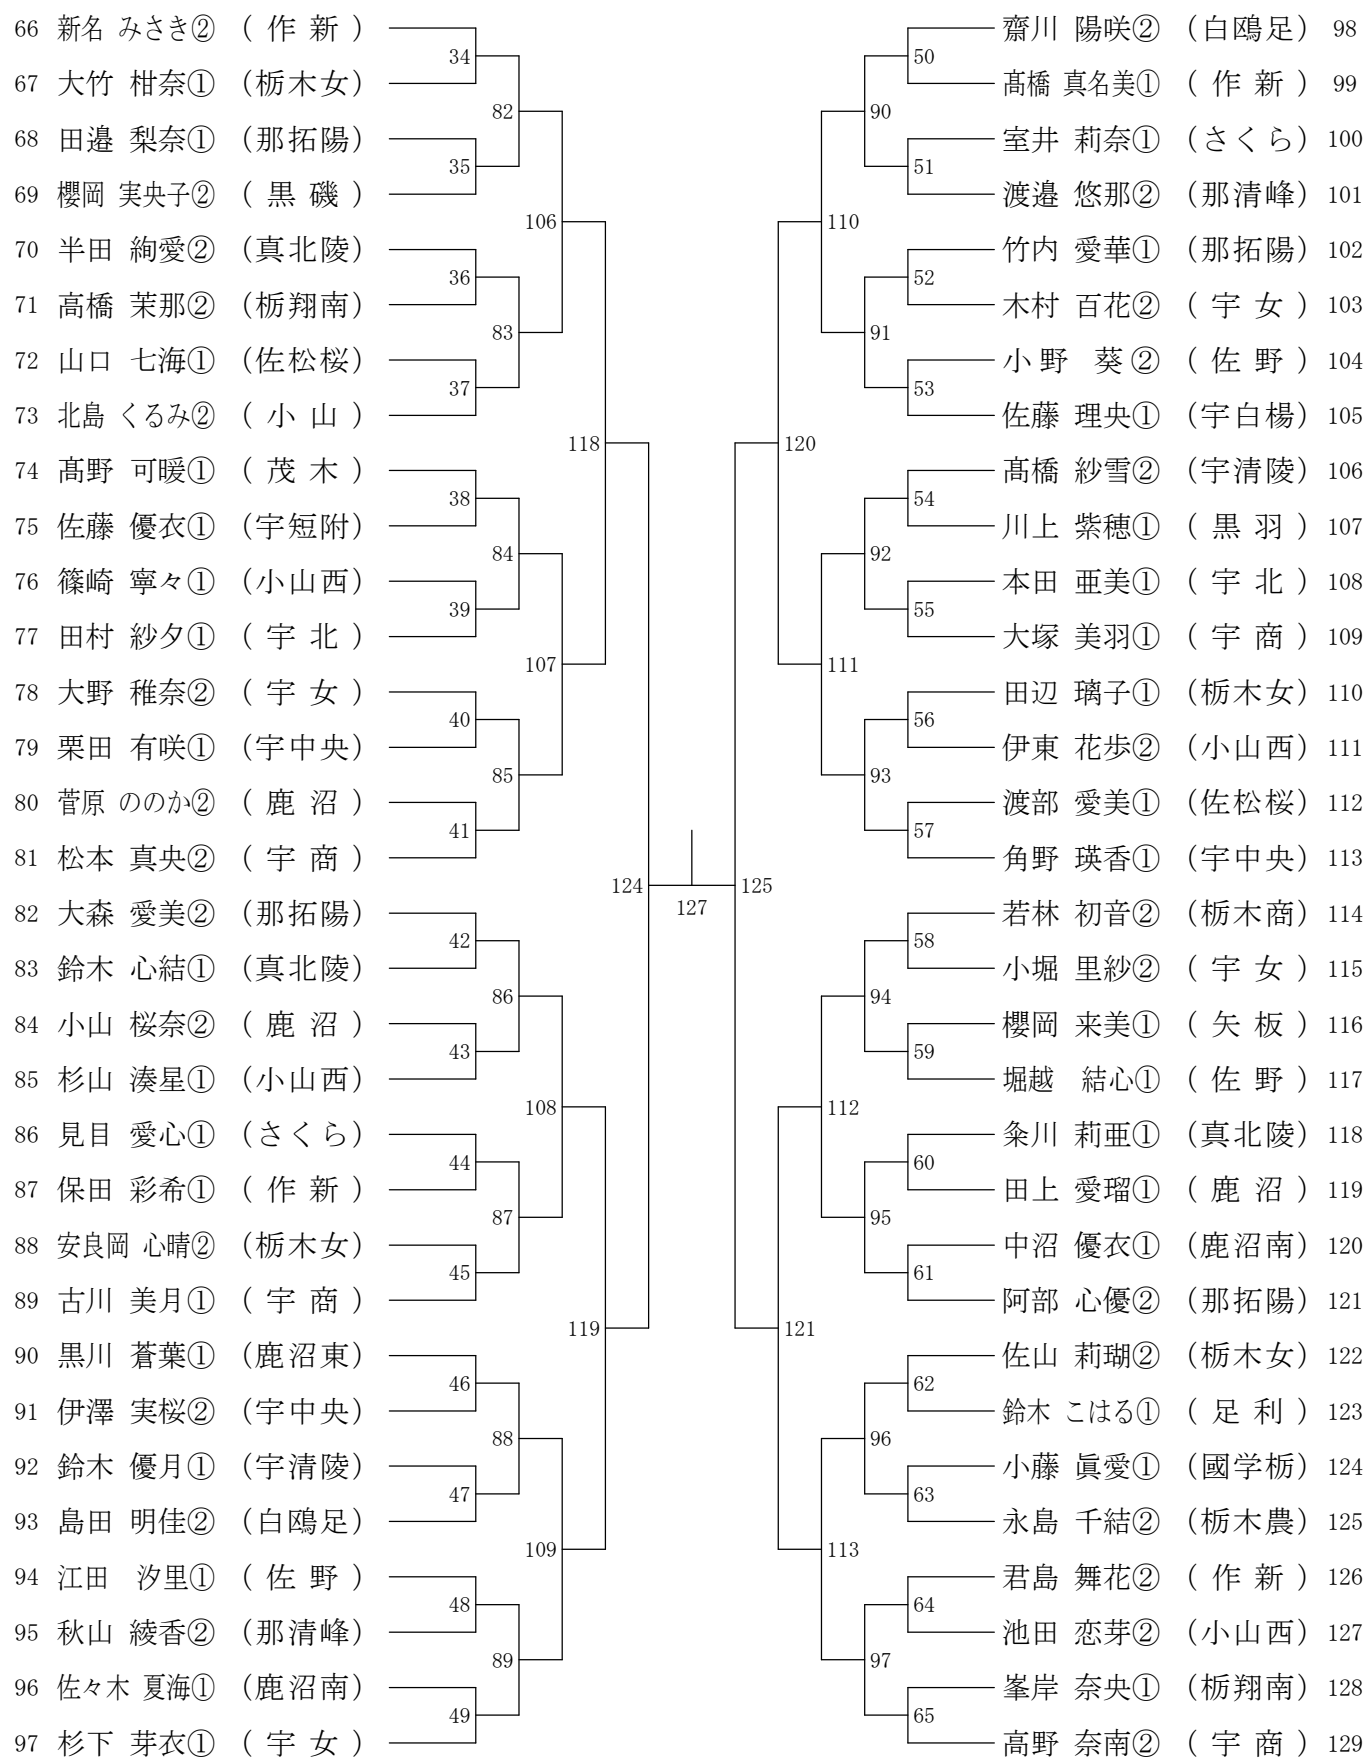 66 新名 みさき② （ 作 新 ）
34
67 大竹 柑奈① （栃木女）
82
68 田邉 梨奈① （那拓陽）
35
69 櫻岡 実央子② （ 黒 磯 ）
106
70 半田 絢愛② （真北陵）
36
71 高橋 茉那② （栃翔南）
83
72 山口 七海① （佐松桜）
37
73 北島 くるみ② （ 小 山 ）
118
74 髙野 可暖① （ 茂 木 ）
38
75 佐藤 優衣① （宇短附）
84
76 篠崎 寧々① （小山西）
39
77 田村 紗夕① （ 宇 北 ）
107
78 大野 稚奈② （ 宇 女 ）
40
79 栗田 有咲① （宇中央）
85
80 菅原 ののか② （ 鹿 沼 ）
41
81 松本 真央② （ 宇 商 ）
124
82 大森 愛美② （那拓陽）
42
83 鈴木 心結① （真北陵）
86
84 小山 桜奈② （ 鹿 沼 ）
43
85 杉山 湊星① （小山西）
108
86 見目 愛心① （さくら）
44
87 保田 彩希① （ 作 新 ）
87
88 安良岡 心晴② （栃木女）
45
89 古川 美月① （ 宇 商 ）
119
90 黒川 蒼葉① （鹿沼東）
46
91 伊澤 実桜② （宇中央）
88
92 鈴木 優月① （宇清陵）
47
93 島田 明佳② （白鴎足）
109
94 江田 汐里① （ 佐 野 ）
48
95 秋山 綾香② （那清峰）
89
96 佐々木 夏海① （鹿沼南）
49
97 杉下 芽衣① （ 宇 女 ）
127
齋川 陽咲② （白鴎足） 98
50
髙橋 真名美① （ 作 新 ） 99
90
室井 莉奈① （さくら） 100
51
渡邉 悠那② （那清峰） 101
110
竹内 愛華① （那拓陽） 102
52
木村 百花② （ 宇 女 ） 103
91
小野 葵② （ 佐 野 ） 104
53
佐藤 理央① （宇白楊） 105
120
髙橋 紗雪② （宇清陵） 106
54
川上 紫穂① （ 黒 羽 ） 107
92
本田 亜美① （ 宇 北 ） 108
55
大塚 美羽① （ 宇 商 ） 109
111
田辺 璃子① （栃木女） 110
56
伊東 花歩② （小山西） 111
93
渡部 愛美① （佐松桜） 112
57
角野 瑛香① （宇中央） 113
125
若林 初音② （栃木商） 114
58
小堀 里紗② （ 宇 女 ） 115
94
櫻岡 来美① （ 矢 板 ） 116
59
堀越 結心① （ 佐 野 ） 117
112
粂川 莉亜① （真北陵） 118
60
田上 愛瑠① （ 鹿 沼 ） 119
95
中沼 優衣① （鹿沼南） 120
61
阿部 心優② （那拓陽） 121
121
佐山 莉瑚② （栃木女） 122
62
鈴木 こはる① （ 足 利 ） 123
96
小藤 眞愛① （國学栃） 124
63
永島 千結② （栃木農） 125
113
君島 舞花② （ 作 新 ） 126
64
池田 恋芽② （小山西） 127
97
峯岸 奈央① （栃翔南） 128
65
高野 奈南② （ 宇 商 ） 129